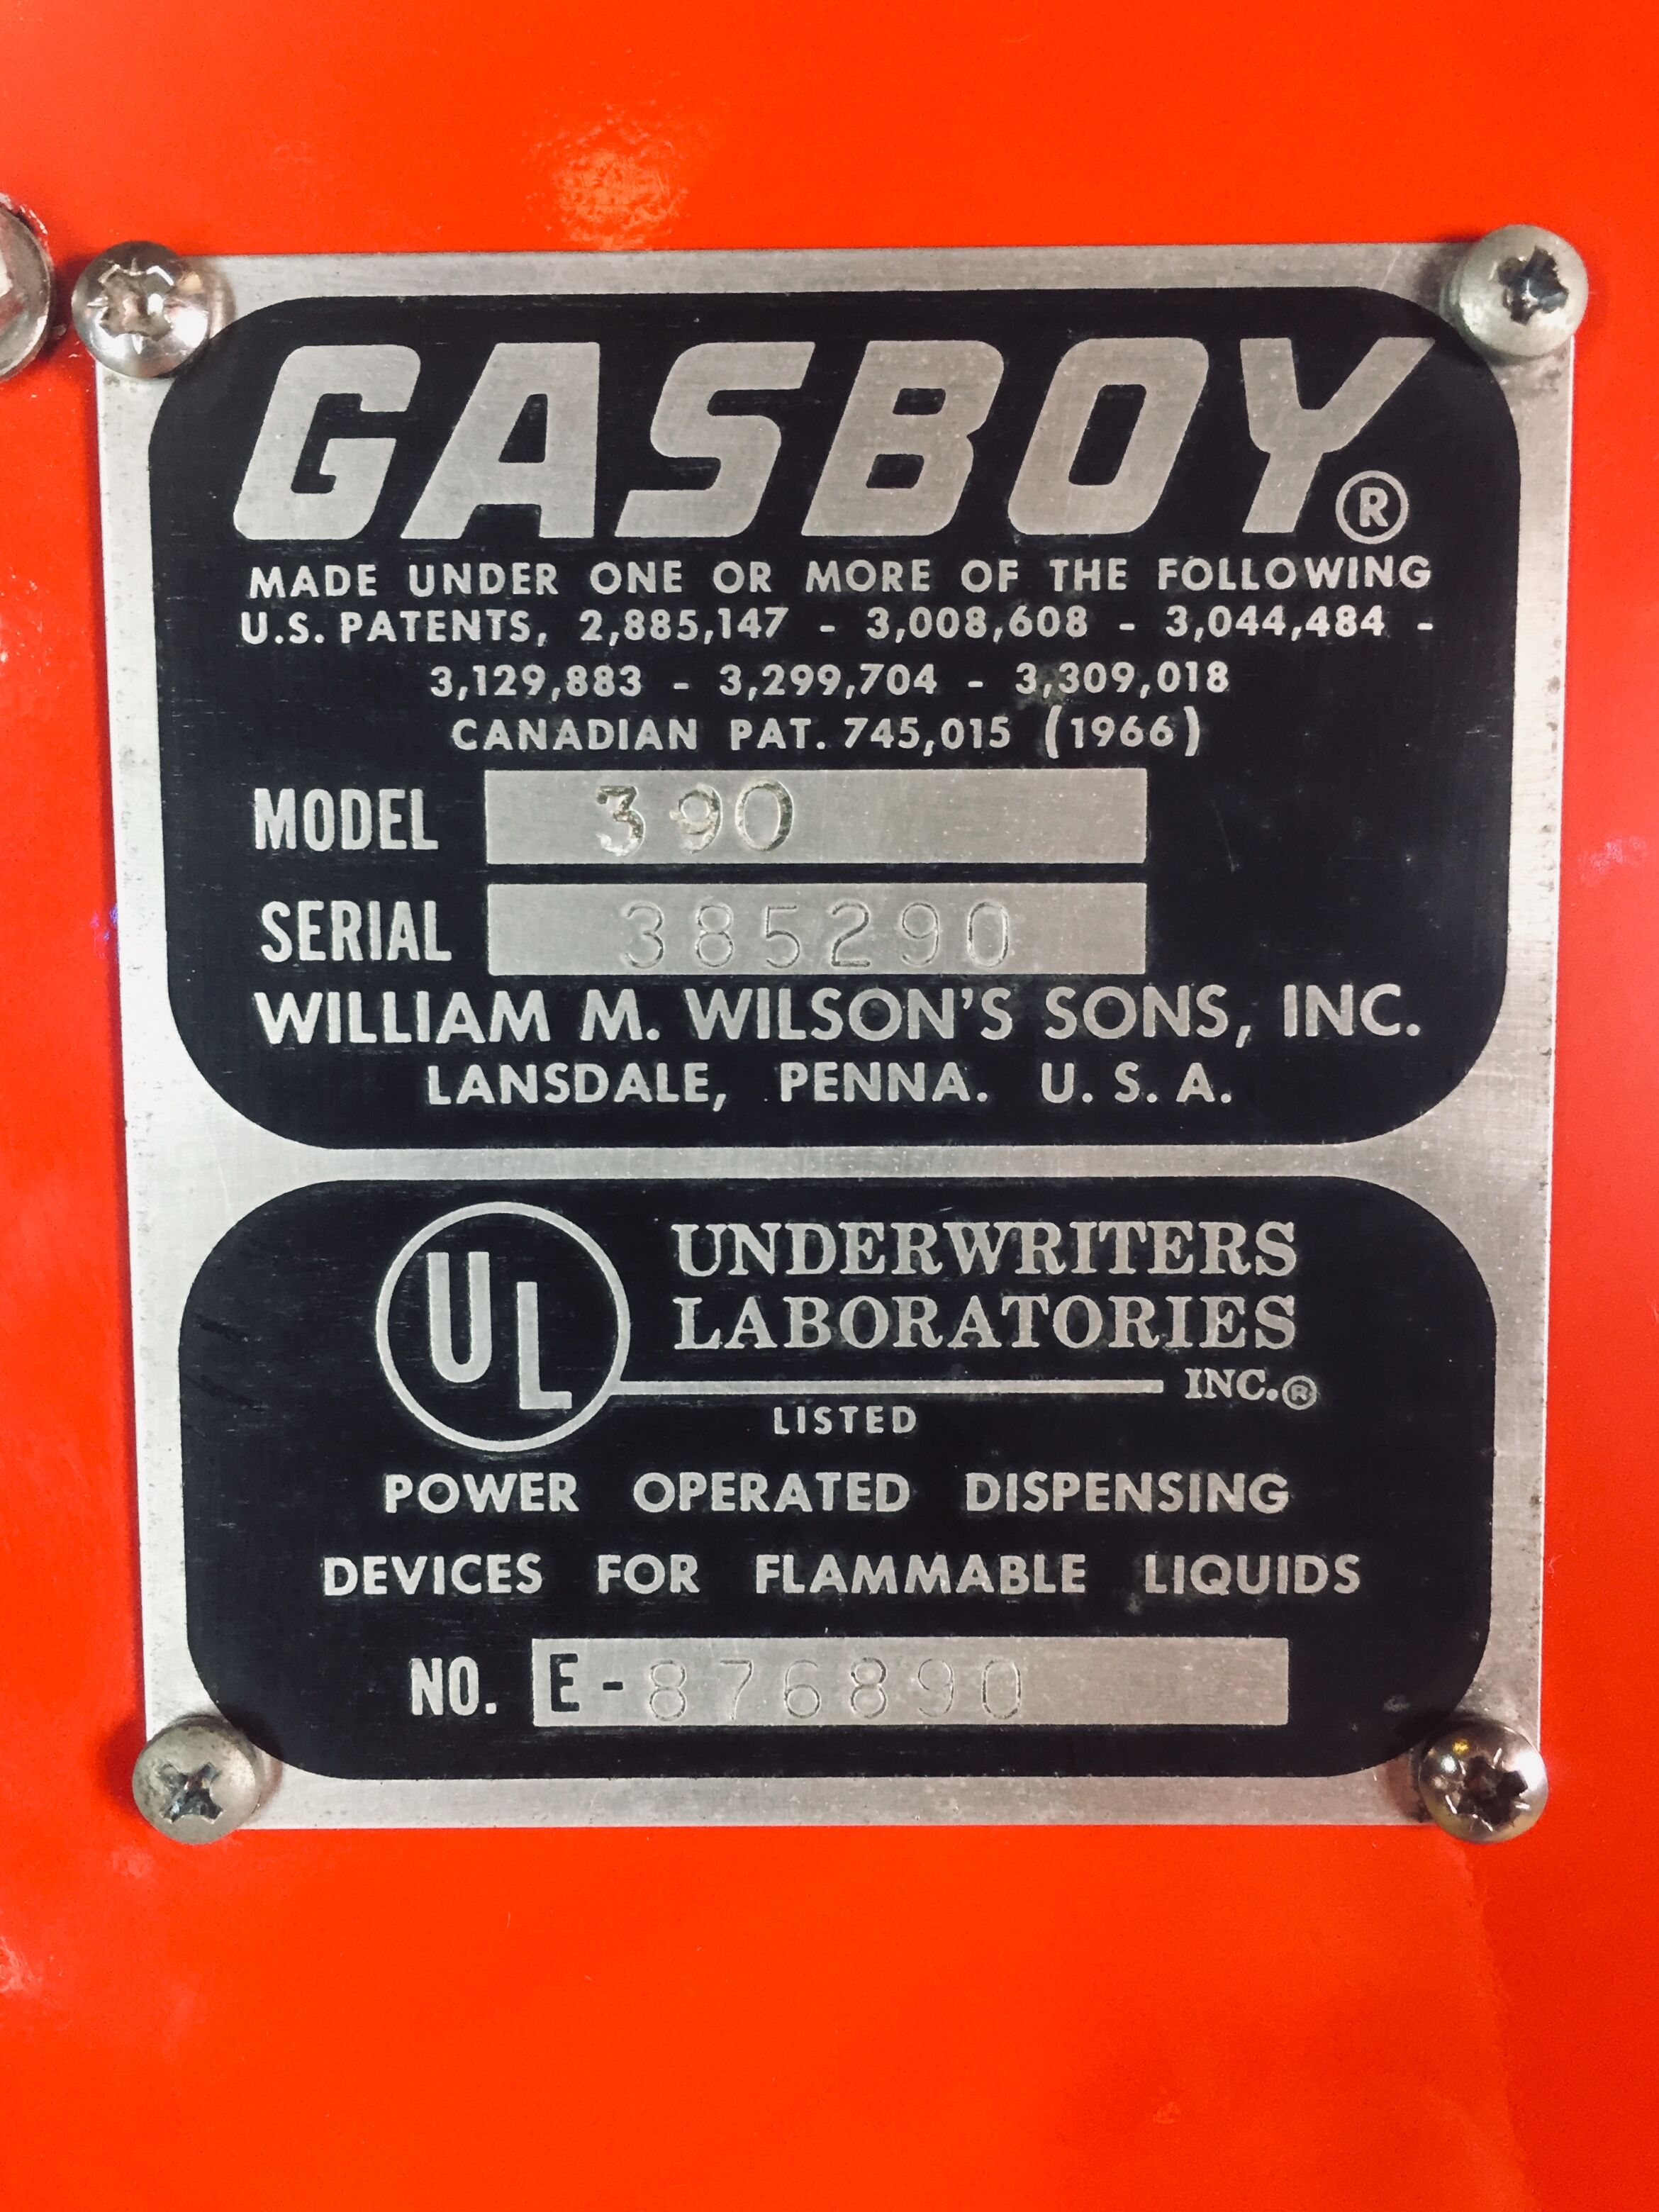 GASBOY®
MADE UNDER ONE OR MORE OF THE FOLLOWING
U.S. PATENTS, 2,885,147 - 3,008,608 - 3,044,484 -
3,129,883 - 3,299,704 - 3,309,018
CANADIAN PAT. 745,015 (1966)
MODEL 390
SERIAL 385290
WILLIAM M. WILSON'S SONS, INC.
LANSDALE, PENNA. U. S. A.
UL
UNDERWRITERS
LABORATORIES
INC.®
LISTED
POWER OPERATED DISPENSING
DEVICES FOR FLAMMABLE LIQUIDS
NO. E-876890